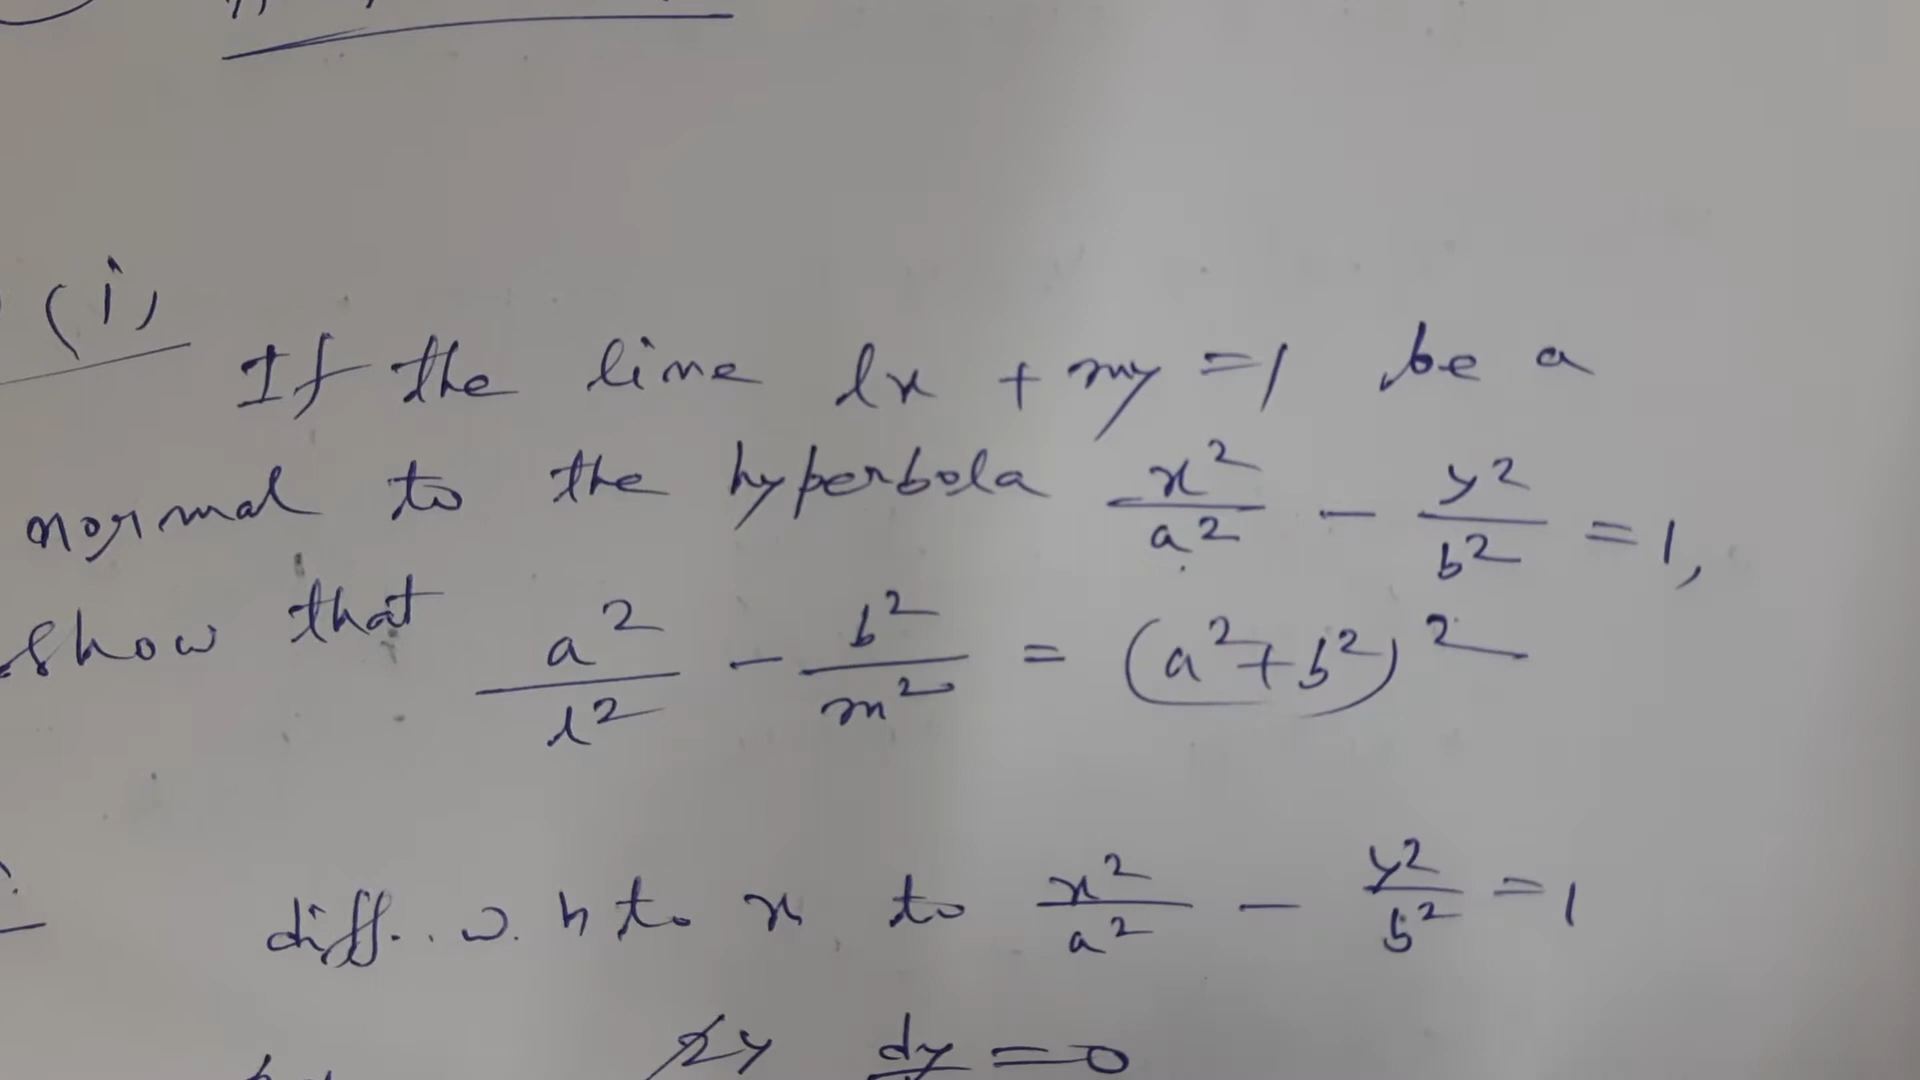 (i)
If the line lx + my = 1 be a
normal to the hyperbola x²/a² - y²/b² = 1,
show that a²/l² - b²/m² = (a²+b²)²
diff. w. r to x to x²/a² - y²/b² = 1
2y dy = 0